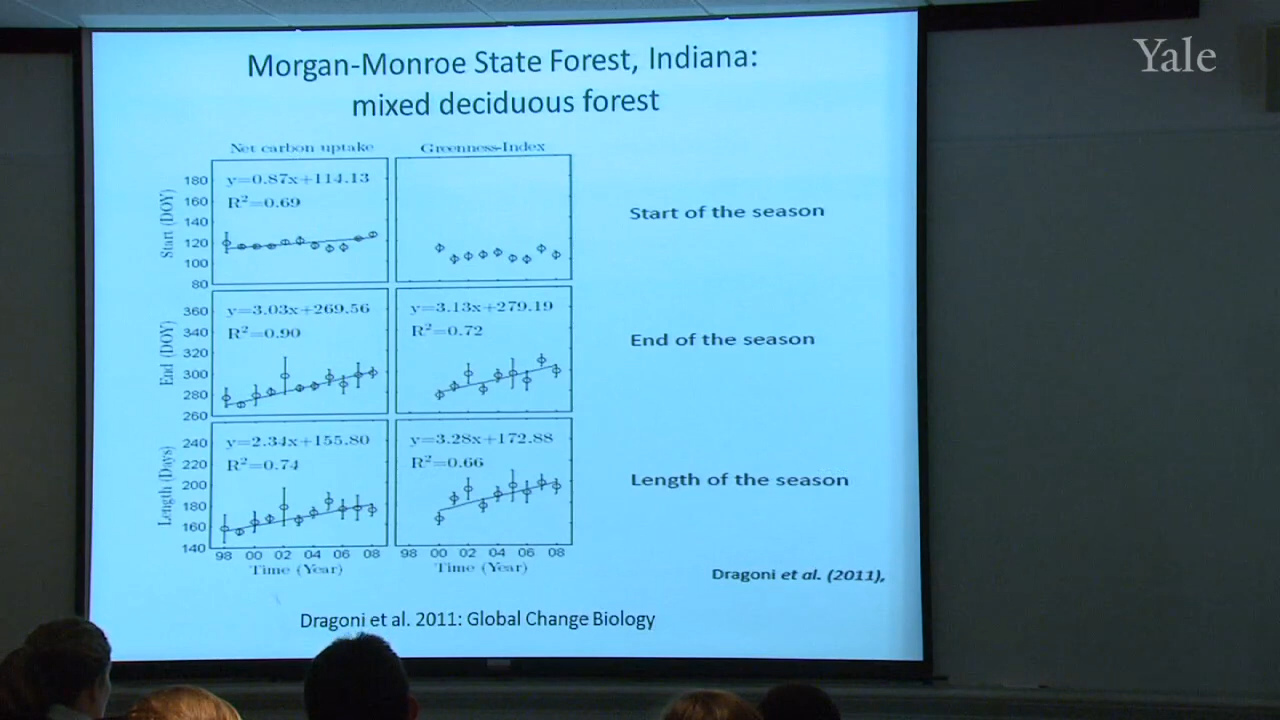 Yale
Morgan-Monroe State Forest, Indiana:
mixed deciduous forest
Net carbon uptake
Greenness-Index
Start (DOY)
180
160
140
120
100
80
y=0.87x+114.13
R²=0.69
Start of the season
End (DOY)
360
340
320
300
280
260
y=3.03x+269.56
R²=0.90
y=3.13x+279.19
R²=0.72
End of the season
Length (Days)
240
220
200
180
160
140
y=2.34x+155.80
R²=0.74
y=3.28x+172.88
R²=0.66
Length of the season
98 00 02 04 06 08
98 00 02 04 06 08
Time (Year)
Time (Year)
Dragoni et al. (2011),
Dragoni et al. 2011: Global Change Biology